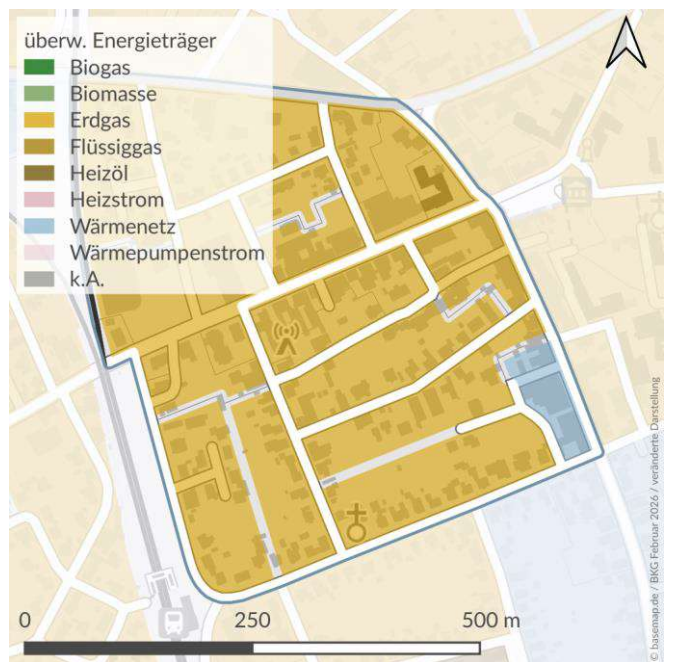 überw. Energieträger
Biogas
Biomasse
Erdgas
Flüssiggas
Heizöl
Heizstrom
Wärmenetz
Wärmepumpenstrom
k.A.
0 250 500 m
© basemap.de / BKG Februar 2026 / veränderte Darstellung